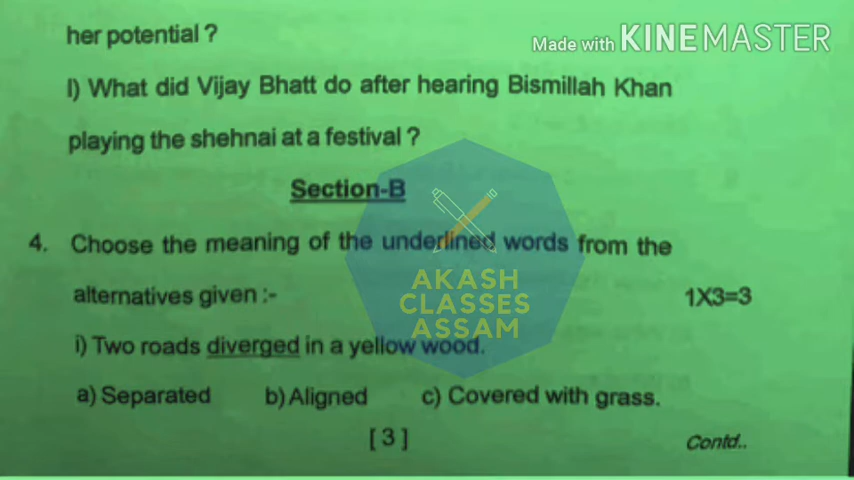 her potential ?
Made with KINEMASTER
l) What did Vijay Bhatt do after hearing Bismillah Khan
playing the shehnai at a festival ?
Section-B
4. Choose the meaning of the underlined words from the
alternatives given :-
1X3=3
i) Two roads diverged in a yellow wood.
a) Separated b) Aligned c) Covered with grass.
[ 3 ]
Contd..
AKASH
CLASSES
ASSAM